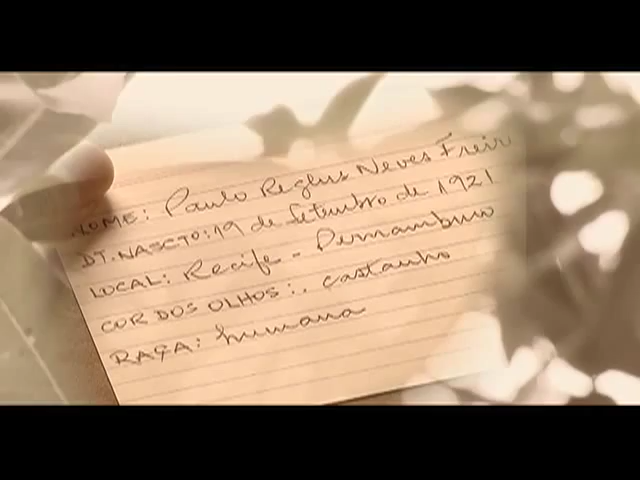 NOME: Paulo Reglus Neves Freir
DT. NASCTO: 19 de Setembro de 1921
LOCAL: Recife - Pernambuco
COR DOS OLHOS: . castanho
RAÇA: humana